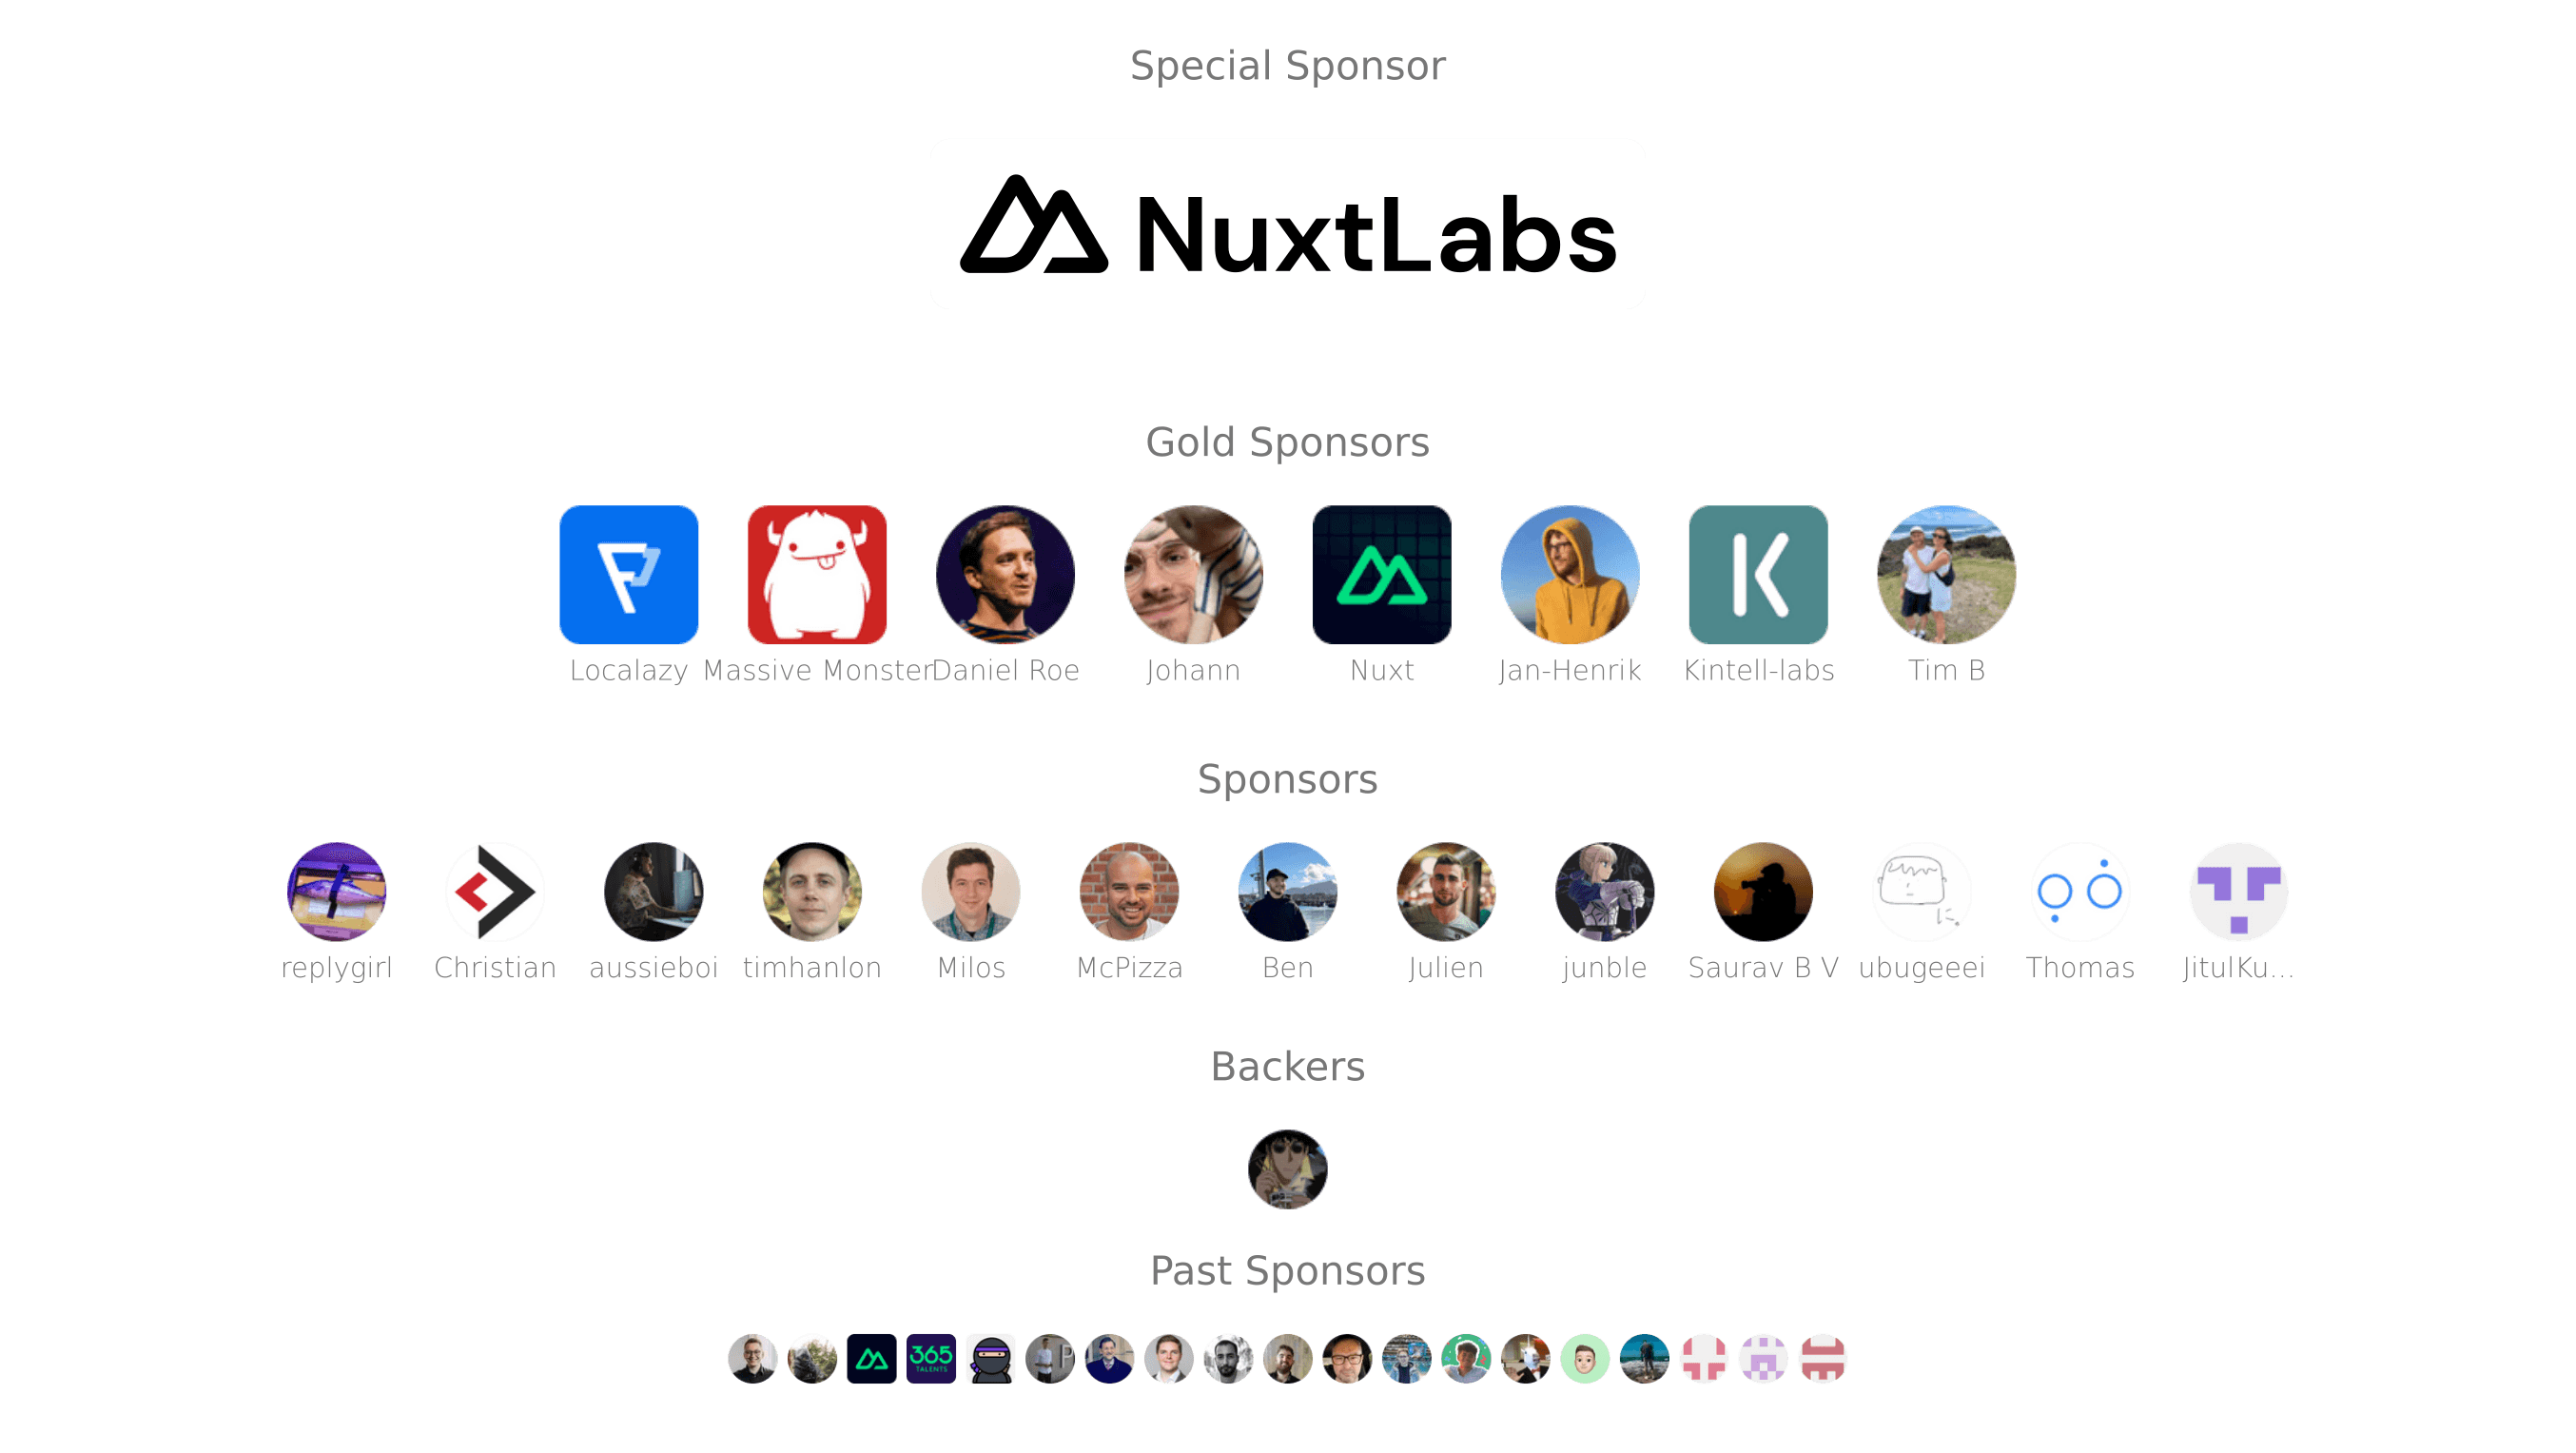 Special Sponsor
NuxtLabs
Gold Sponsors
Localazy Massive Monster Daniel Roe Johann Nuxt Jan-Henrik Kintell-labs Tim B
Sponsors
replygirl Christian aussieboi timhanlon Milos McPizza Ben Julien junble Saurav B V ubugeeei Thomas JitulKu...
Backers
Past Sponsors
365
TALENTS